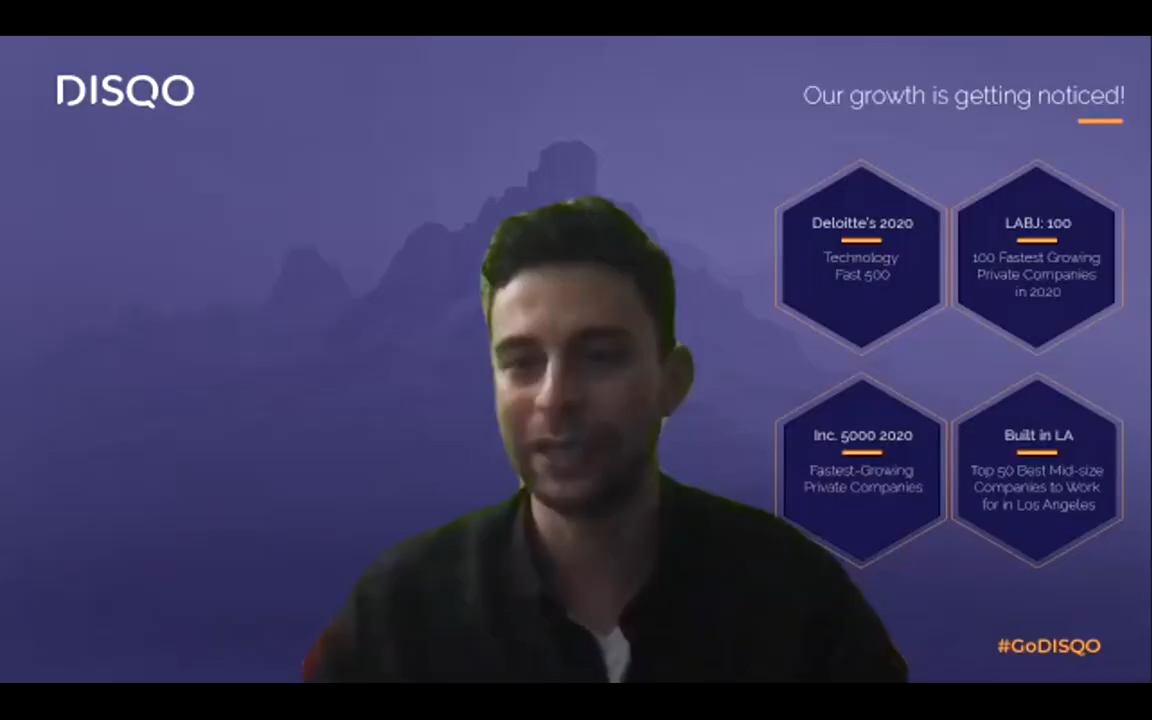 DISQO
Our growth is getting noticed!
Deloitte's 2020
Technology
Fast 500
LABJ: 100
100 Fastest Growing
Private Companies
in 2020
Inc. 5000 2020
Fastest-Growing
Private Companies
Built in LA
Top 50 Best Mid-size
Companies to Work
for in Los Angeles
#GoDISQO